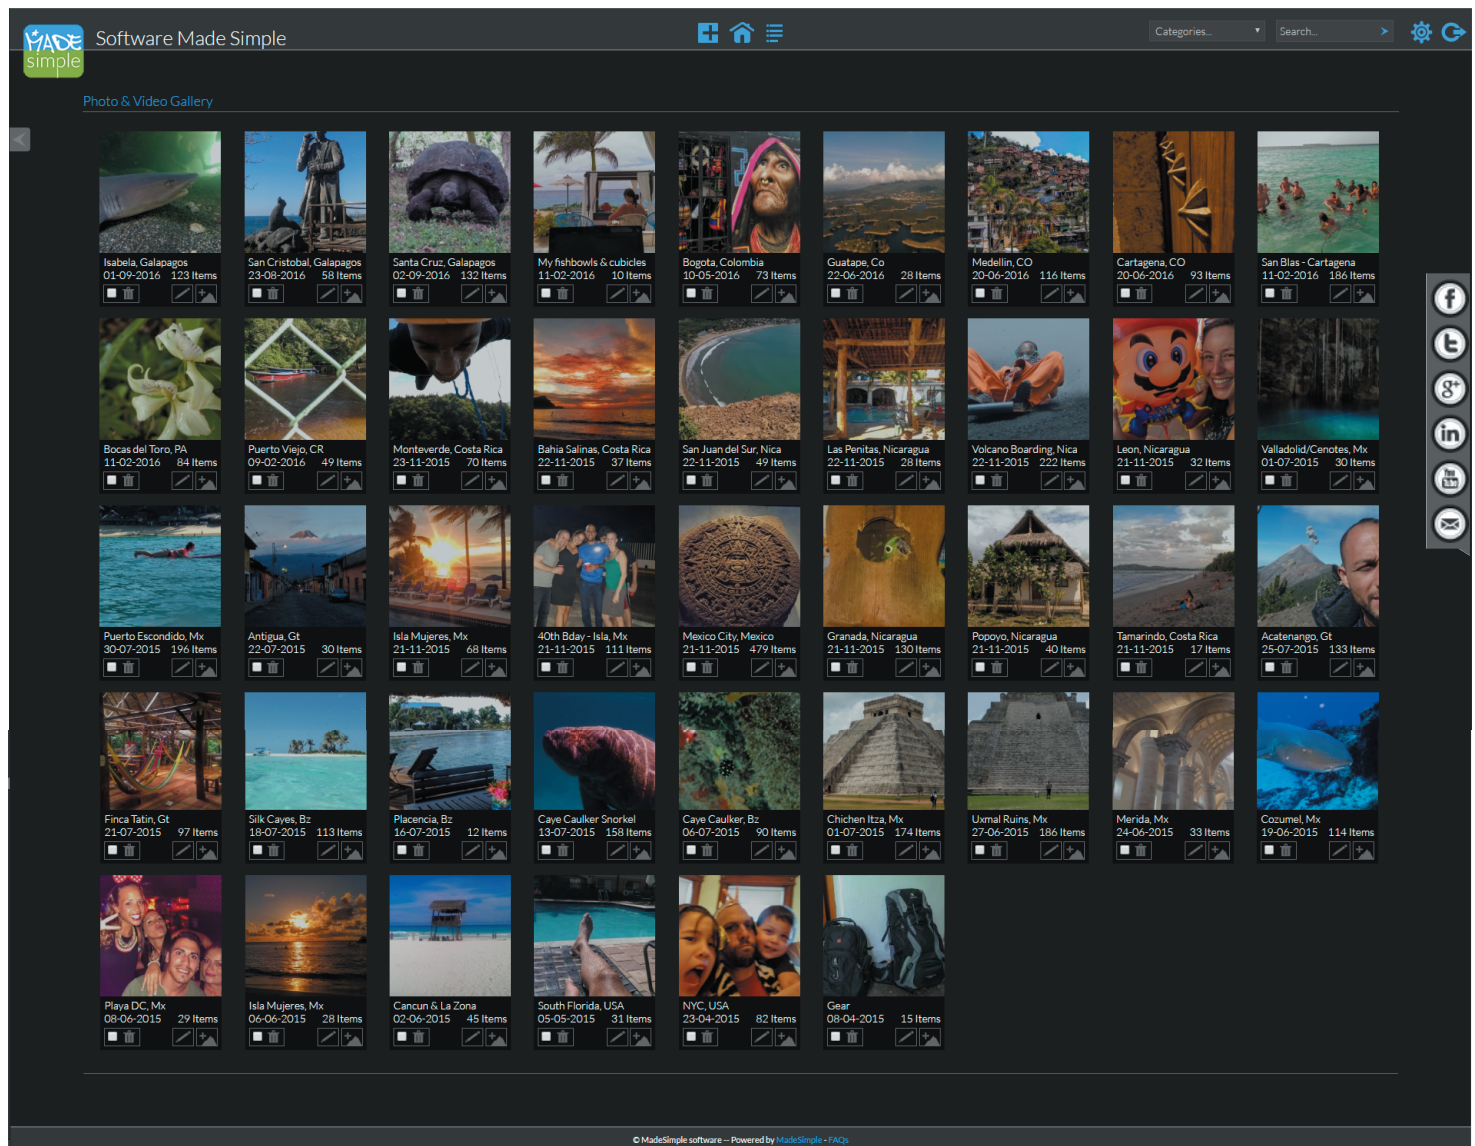 MADE
simple
Software Made Simple
Categories...
Search...
Photo & Video Gallery
Isabela, Galapagos
01-09-2016 123 Items
San Cristobal, Galapagos
23-08-2016 58 Items
Santa Cruz, Galapagos
02-09-2016 132 Items
My fishbowls & cubicles
11-02-2016 10 Items
Bogota, Colombia
10-05-2016 73 Items
Guatape, Co
22-06-2016 28 Items
Medellin, CO
20-06-2016 116 Items
Cartagena, CO
20-06-2016 93 Items
San Blas - Cartagena
11-02-2016 186 Items
Bocas del Toro, PA
11-02-2016 84 Items
Puerto Viejo, CR
09-02-2016 49 Items
Monteverde, Costa Rica
23-11-2015 70 Items
Bahia Salinas, Costa Rica
22-11-2015 37 Items
San Juan del Sur, Nica
22-11-2015 49 Items
Las Penitas, Nicaragua
22-11-2015 28 Items
Volcano Boarding, Nica
22-11-2015 222 Items
Leon, Nicaragua
21-11-2015 32 Items
Valladolid/Cenotes, Mx
01-07-2015 30 Items
Puerto Escondido, Mx
30-07-2015 196 Items
Antigua, Gt
22-07-2015 30 Items
Isla Mujeres, Mx
21-11-2015 68 Items
40th Bday - Isla, Mx
21-11-2015 111 Items
Mexico City, Mexico
21-11-2015 479 Items
Granada, Nicaragua
21-11-2015 130 Items
Popoyo, Nicaragua
21-11-2015 40 Items
Tamarindo, Costa Rica
21-11-2015 17 Items
Acatenango, Gt
25-07-2015 133 Items
Finca Tatin, Gt
21-07-2015 97 Items
Silk Cayes, Bz
18-07-2015 113 Items
Placencia, Bz
16-07-2015 12 Items
Caye Caulker Snorkel
13-07-2015 158 Items
Caye Caulker, Bz
06-07-2015 90 Items
Chichen Itza, Mx
01-07-2015 174 Items
Uxmal Ruins, Mx
27-06-2015 186 Items
Merida, Mx
24-06-2015 33 Items
Cozumel, Mx
19-06-2015 114 Items
Playa DC, Mx
08-06-2015 29 Items
Isla Mujeres, Mx
06-06-2015 28 Items
Cancun & La Zona
02-06-2015 45 Items
South Florida, USA
05-05-2015 31 Items
NYC, USA
23-04-2015 82 Items
Gear
08-04-2015 15 Items
f
t
g+
in
You
Tube
© MadeSimple software -- Powered by MadeSimple - FAQs